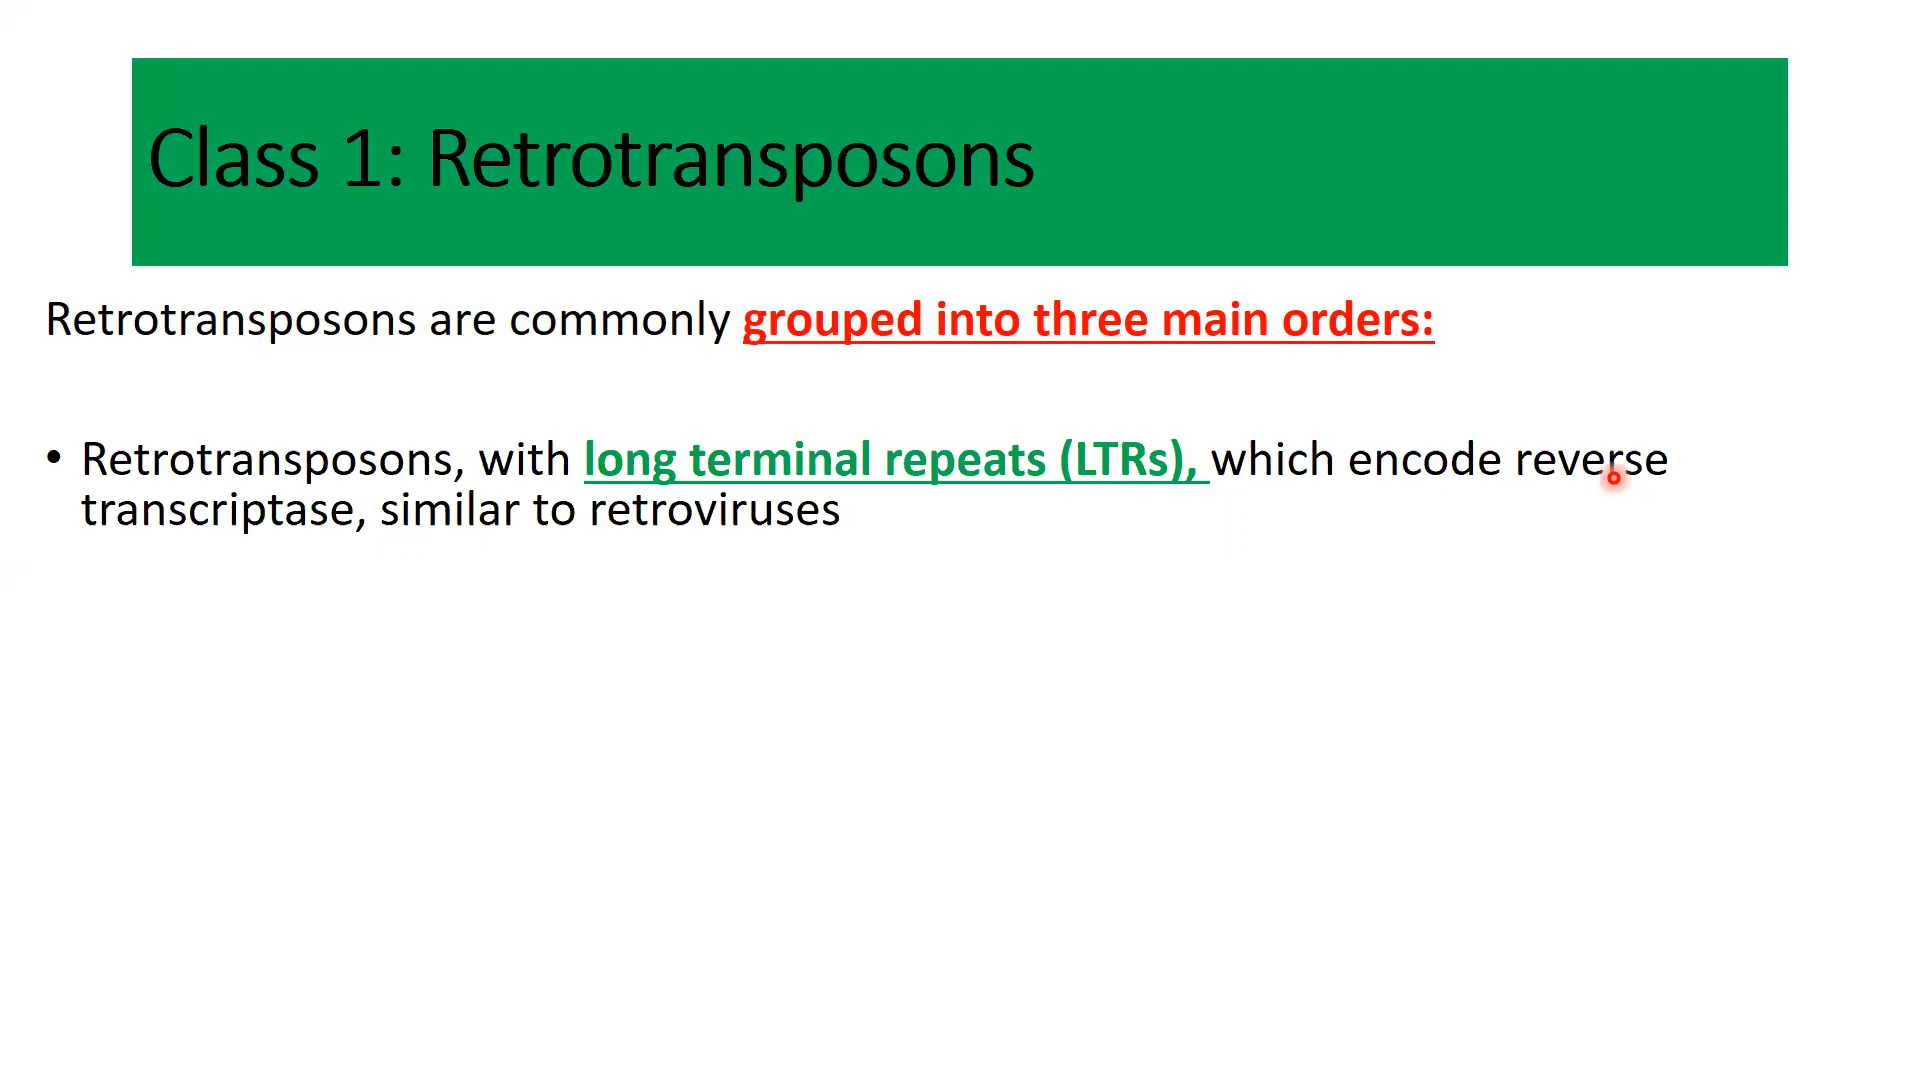 Class 1: Retrotransposons
Retrotransposons are commonly grouped into three main orders:
• Retrotransposons, with long terminal repeats (LTRs), which encode reverse
transcriptase, similar to retroviruses